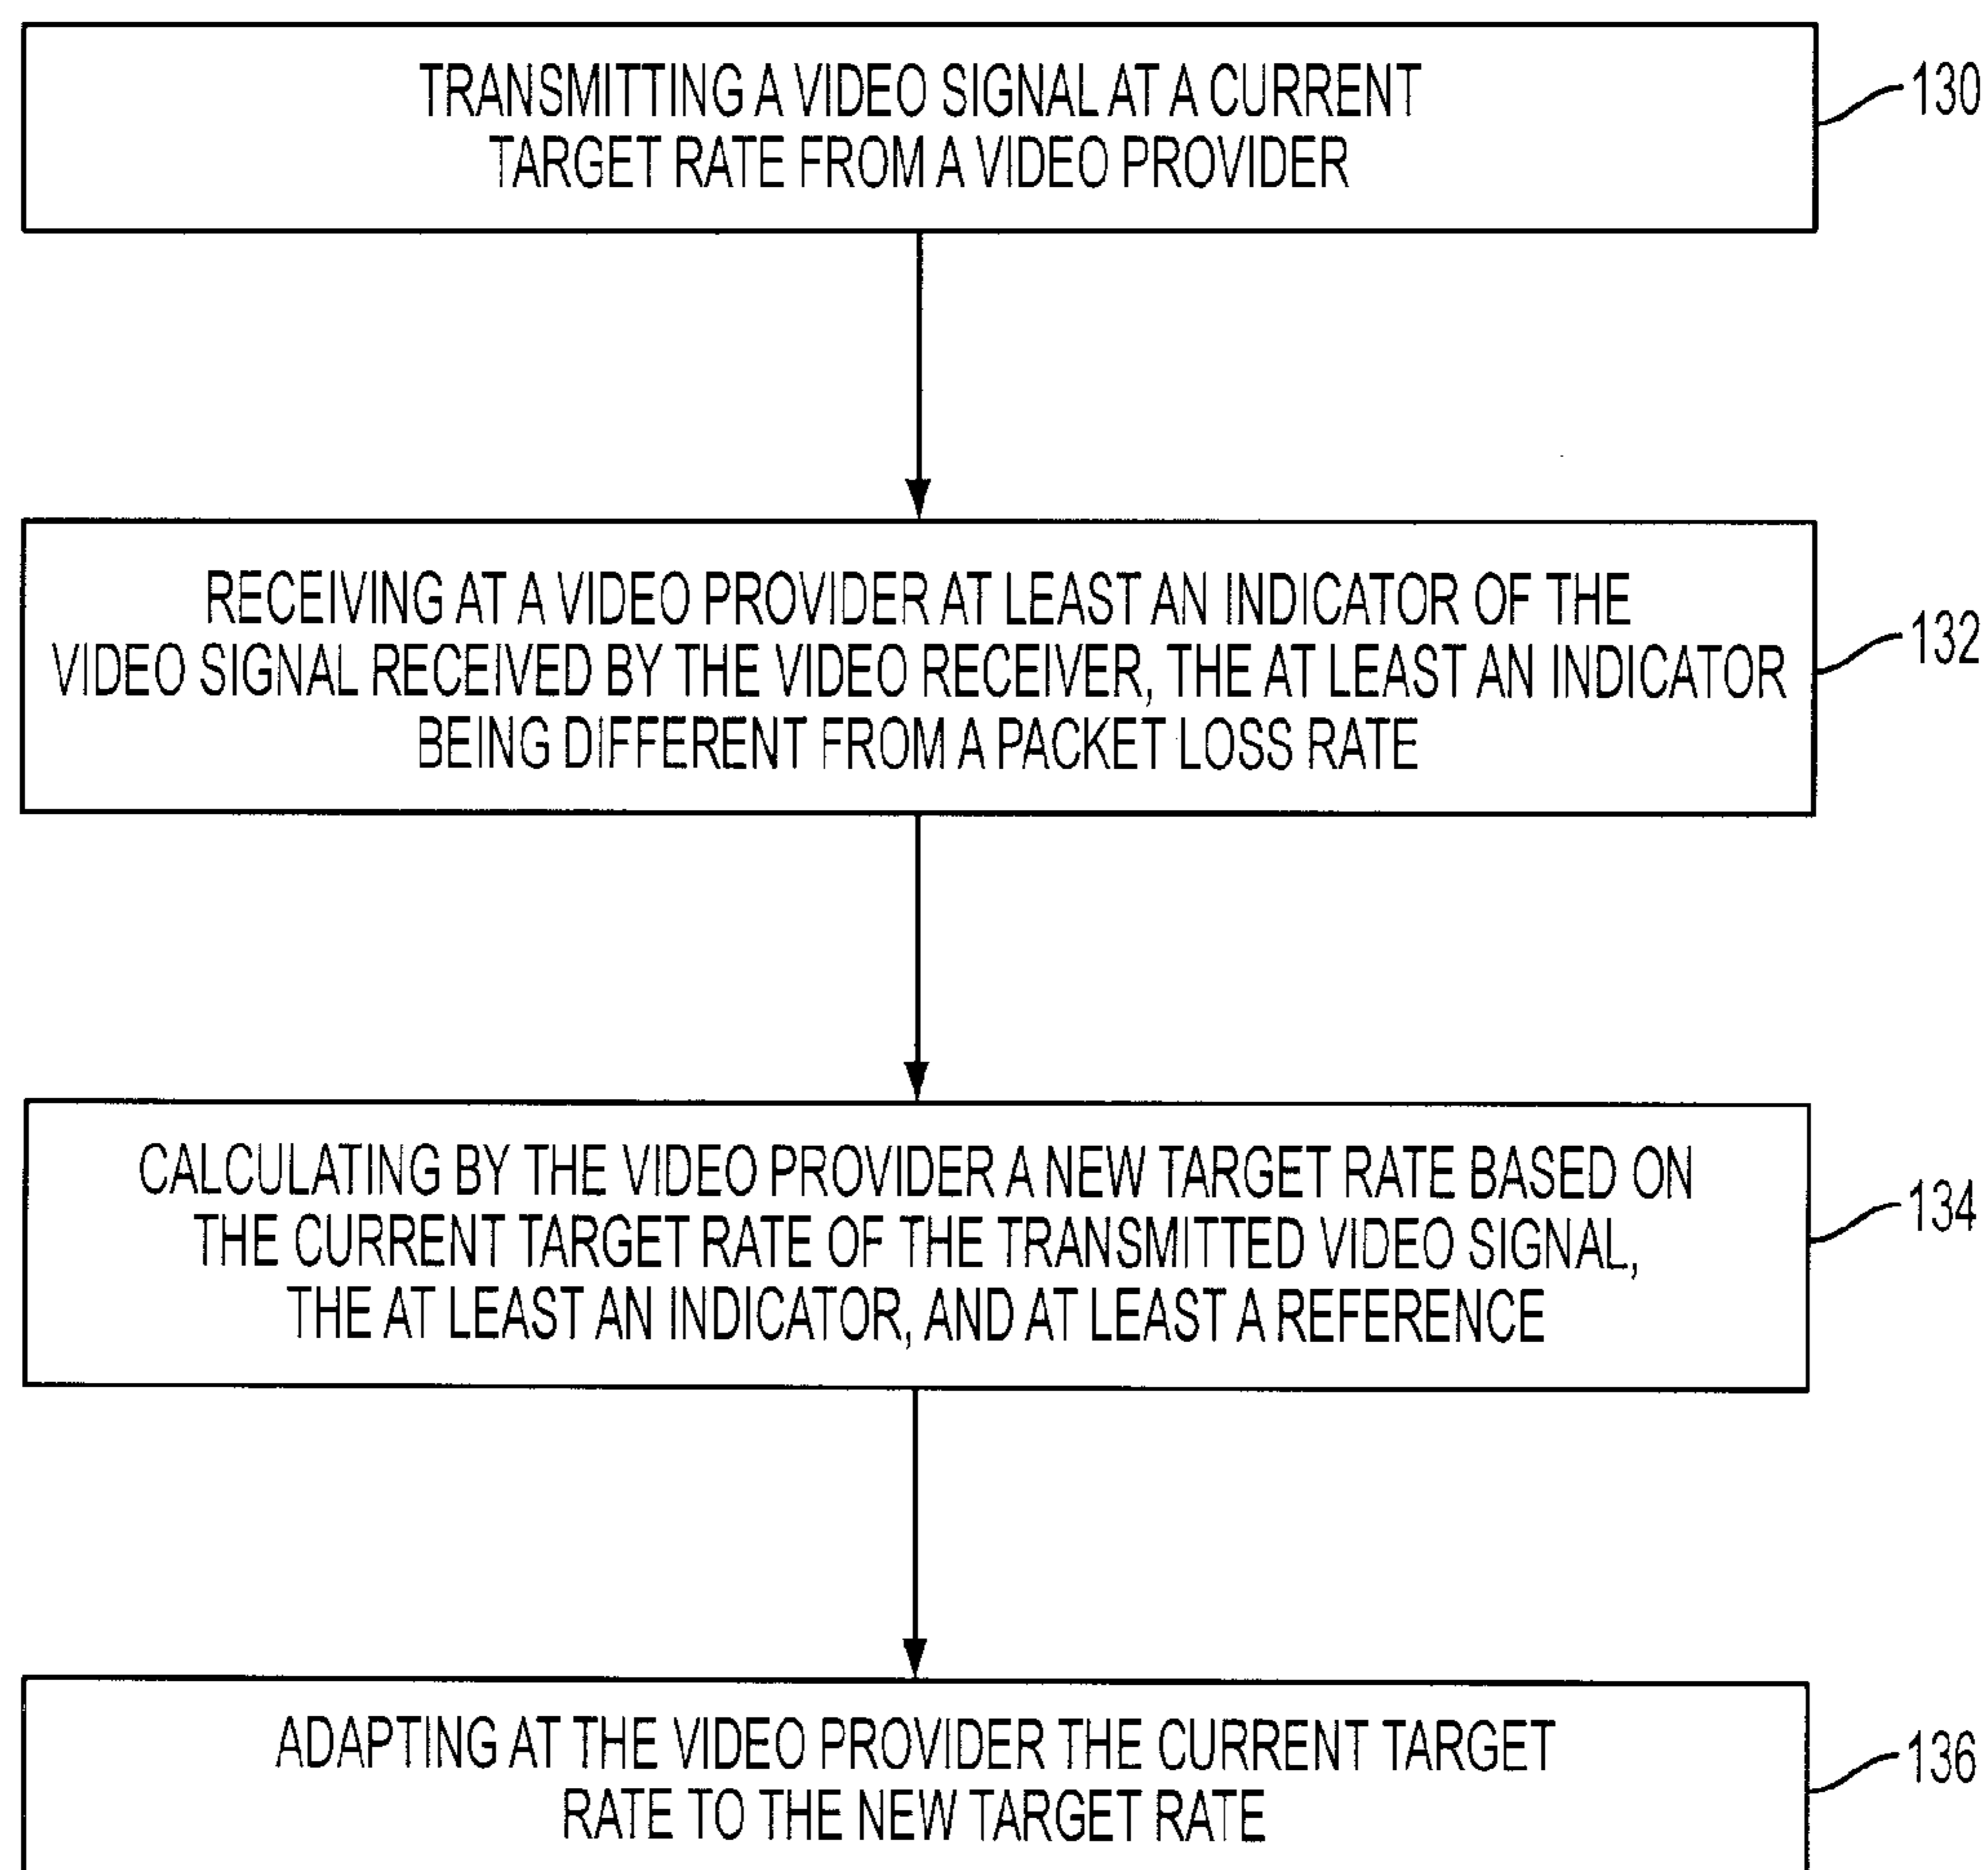 TRANSMITTING A VIDEO SIGNAL AT A CURRENT
TARGET RATE FROM A VIDEO PROVIDER
130
RECEIVING AT A VIDEO PROVIDER AT LEAST AN INDICATOR OF THE
VIDEO SIGNAL RECEIVED BY THE VIDEO RECEIVER, THE AT LEAST AN INDICATOR
BEING DIFFERENT FROM A PACKET LOSS RATE
132
CALCULATING BY THE VIDEO PROVIDER A NEW TARGET RATE BASED ON
THE CURRENT TARGET RATE OF THE TRANSMITTED VIDEO SIGNAL,
THE AT LEAST AN INDICATOR, AND AT LEAST A REFERENCE
134
ADAPTING AT THE VIDEO PROVIDER THE CURRENT TARGET
RATE TO THE NEW TARGET RATE
136